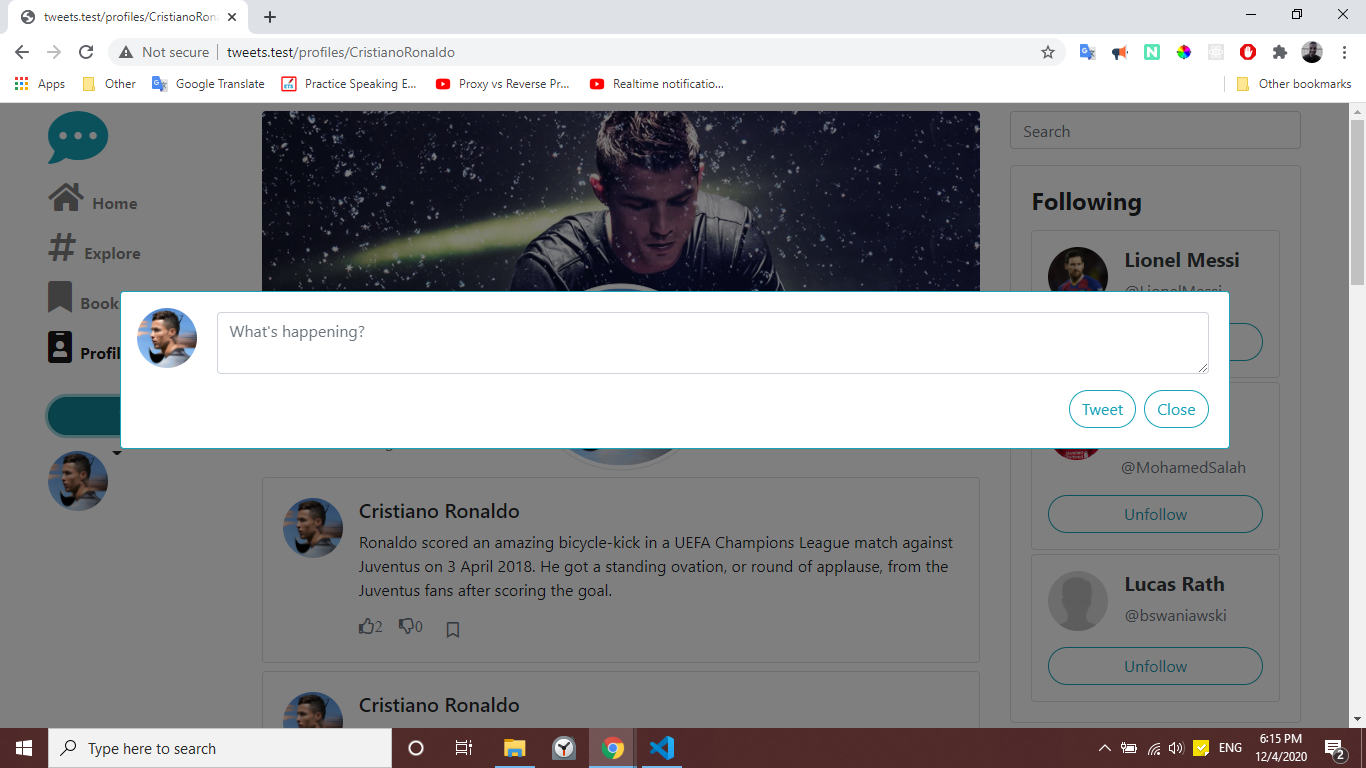 tweets.test/profiles/CristianoRon
Not secure
tweets.test/profiles/CristianoRonaldo
Apps
Other
Google Translate
Practice Speaking E...
Proxy vs Reverse Pr...
Realtime notificatio...
Other bookmarks
Home
Explore
Book
Profil
Search
Following
Lionel Messi
@LionelMessi
What's happening?
Tweet
Close
@MohamedSalah
Unfollow
Lucas Rath
@bswaniawski
Unfollow
Cristiano Ronaldo
Ronaldo scored an amazing bicycle-kick in a UEFA Champions League match against
Juventus on 3 April 2018. He got a standing ovation, or round of applause, from the
Juventus fans after scoring the goal.
2
0
Cristiano Ronaldo
Type here to search
ENG
6:15 PM
12/4/2020
2